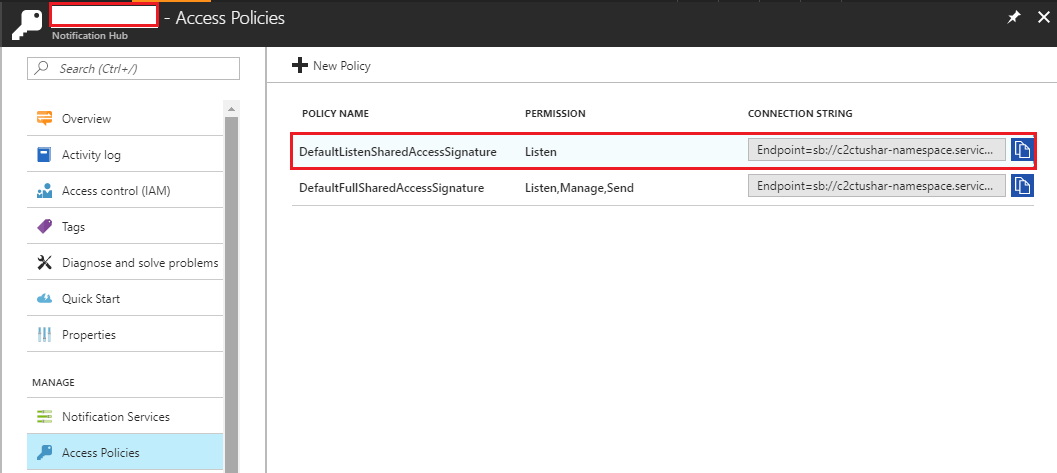 - Access Policies
Notification Hub
Search (Ctrl+/)
Overview
Activity log
Access control (IAM)
Tags
Diagnose and solve problems
Quick Start
Properties
MANAGE
Notification Services
Access Policies
New Policy
POLICY NAME PERMISSION CONNECTION STRING
DefaultListenSharedAccessSignature Listen Endpoint=sb://c2ctushar-namespace.servic...
DefaultFullSharedAccessSignature Listen,Manage,Send Endpoint=sb://c2ctushar-namespace.servic...